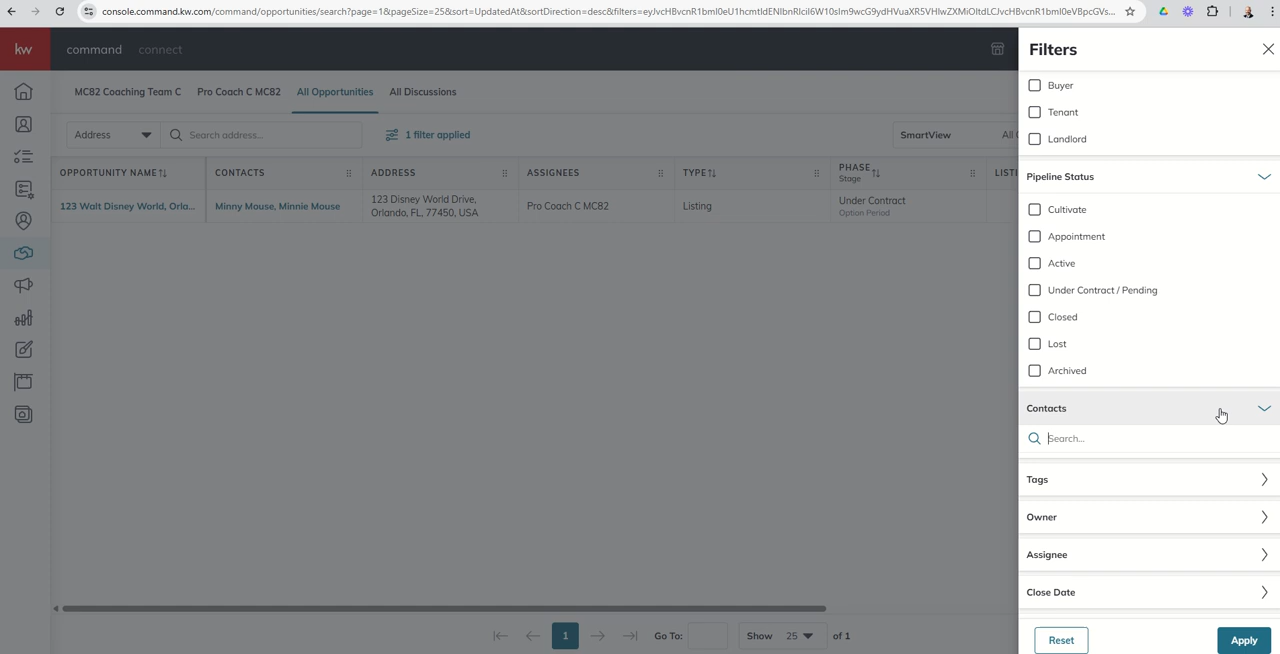 console.command.kw.com/command/opportunities/search?page=1&pageSize=25&sort=UpdatedAt&sortDirection=desc&filters=
kw
command connect
Filters
MC82 Coaching Team C Pro Coach C MC82 All Opportunities All Discussions
Address Search address... 1 filter applied SmartView All
OPPORTUNITY NAME CONTACTS ADDRESS ASSIGNEES TYPE PHASE LISTI
Stage
123 Walt Disney World, Orla... Minny Mouse, Minnie Mouse 123 Disney World Drive, Pro Coach C MC82 Listing Under Contract
Orlando, FL, 77450, USA Option Period
Go To: Show 25 of 1
1
Buyer
Tenant
Landlord
Pipeline Status
Cultivate
Appointment
Active
Under Contract / Pending
Closed
Lost
Archived
Contacts
Search...
Tags
Owner
Assignee
Close Date
Reset Apply